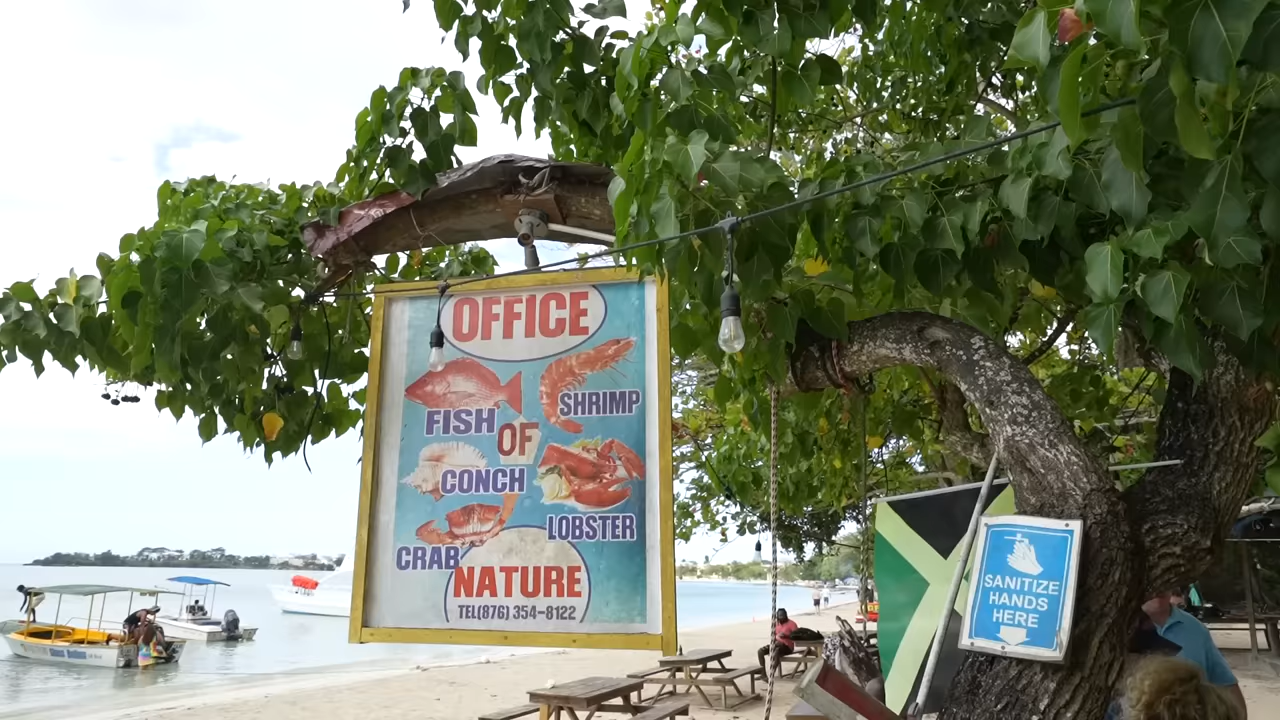 OFFICE
FISH
SHRIMP
OF
CONCH
LOBSTER
CRAB
NATURE
TEL(876) 354-8122
SANITIZE
HANDS
HERE